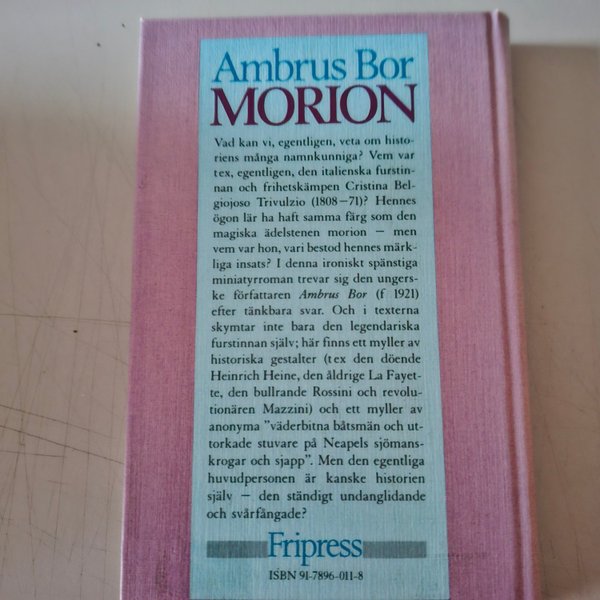 Ambrus Bor
MORION
Vad kan vi, egentligen, veta om histo-
riens många namnkunniga? Vem var
t ex, egentligen, den italienska furstin-
nan och frihetskämpen Cristina Bel-
giojoso Trivulzio (1808–71)? Hennes
ögon lär ha haft samma färg som den
magiska ädelstenen morion — men
vem var hon, vari bestod hennes märk-
liga insats? I denna ironiskt spänstiga
miniatyrroman trevar sig den ungers-
ke författaren Ambrus Bor (f 1921)
efter tänkbara svar. Och i texterna
skymtar inte bara den legendariska
furstinnan själv; här finns ett myller av
historiska gestalter (t ex den döende
Heinrich Heine, den åldrige La Fayet-
te, den bullrande Rossini och revolu-
tionären Mazzini) och ett myller av
anonyma "väderbitna båtsmän och ut-
torkade stuvare på Neapels sjömans-
krogar och sjapp". Men den egentliga
huvudpersonen är kanske historien
själv — den ständigt undanglidande
och svårfångade?
Fripress
ISBN 91-7896-011-8